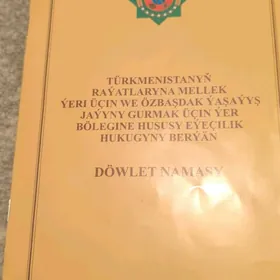 TÜRKMENISTANYŇ
RAÝATLARYNA MELLEK
ÝERI ÜÇIN WE ÖZBAŞDAK ÝAŞAÝYŞ
JAÝYNY GURMAK ÜÇIN ÝER
BÖLEGINE HUSUSY EÝEÇILIK
HUKUGYNY BERÝÄN
DÖWLET NAMASY